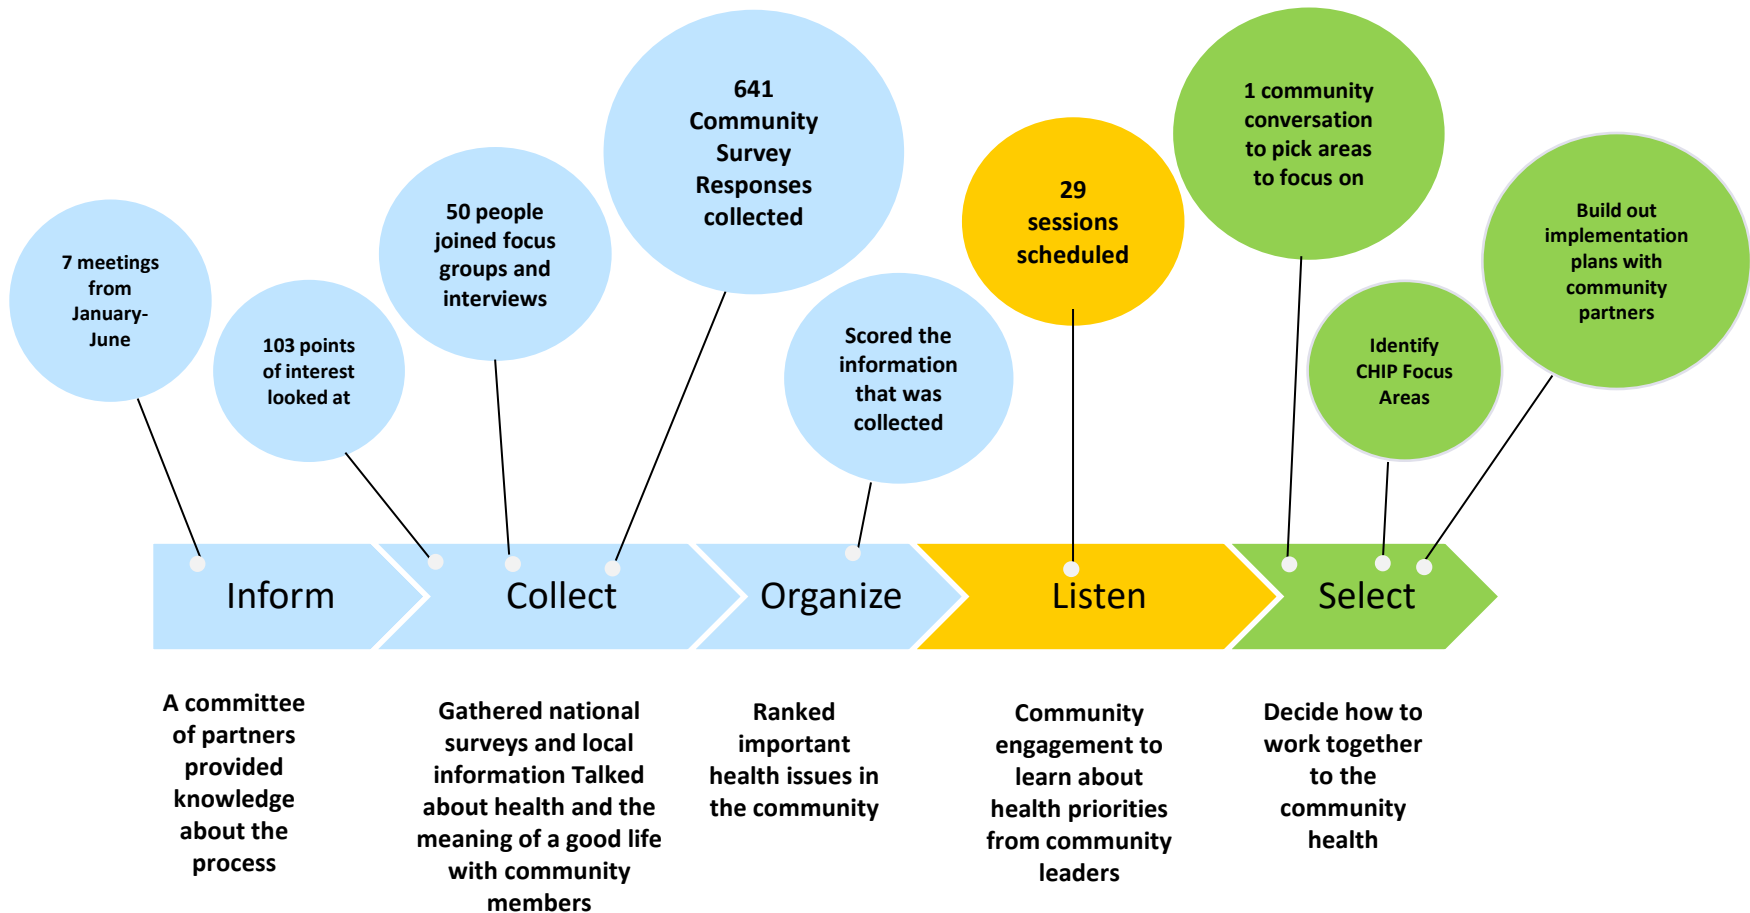 7 meetings
from
January-
June
103 points
of interest
looked at
50 people
joined focus
groups and
interviews
641
Community
Survey
Responses
collected
Scored the
information
that was
collected
29
sessions
scheduled
1 community
conversation
to pick areas
to focus on
Identify
CHIP Focus
Areas
Build out
implementation
plans with
community
partners
Inform
Collect
Organize
Listen
Select
A committee
of partners
provided
knowledge
about the
process
Gathered national
surveys and local
information Talked
about health and the
meaning of a good life
with community
members
Ranked
important
health issues in
the community
Community
engagement to
learn about
health priorities
from community
leaders
Decide how to
work together
to the
community
health